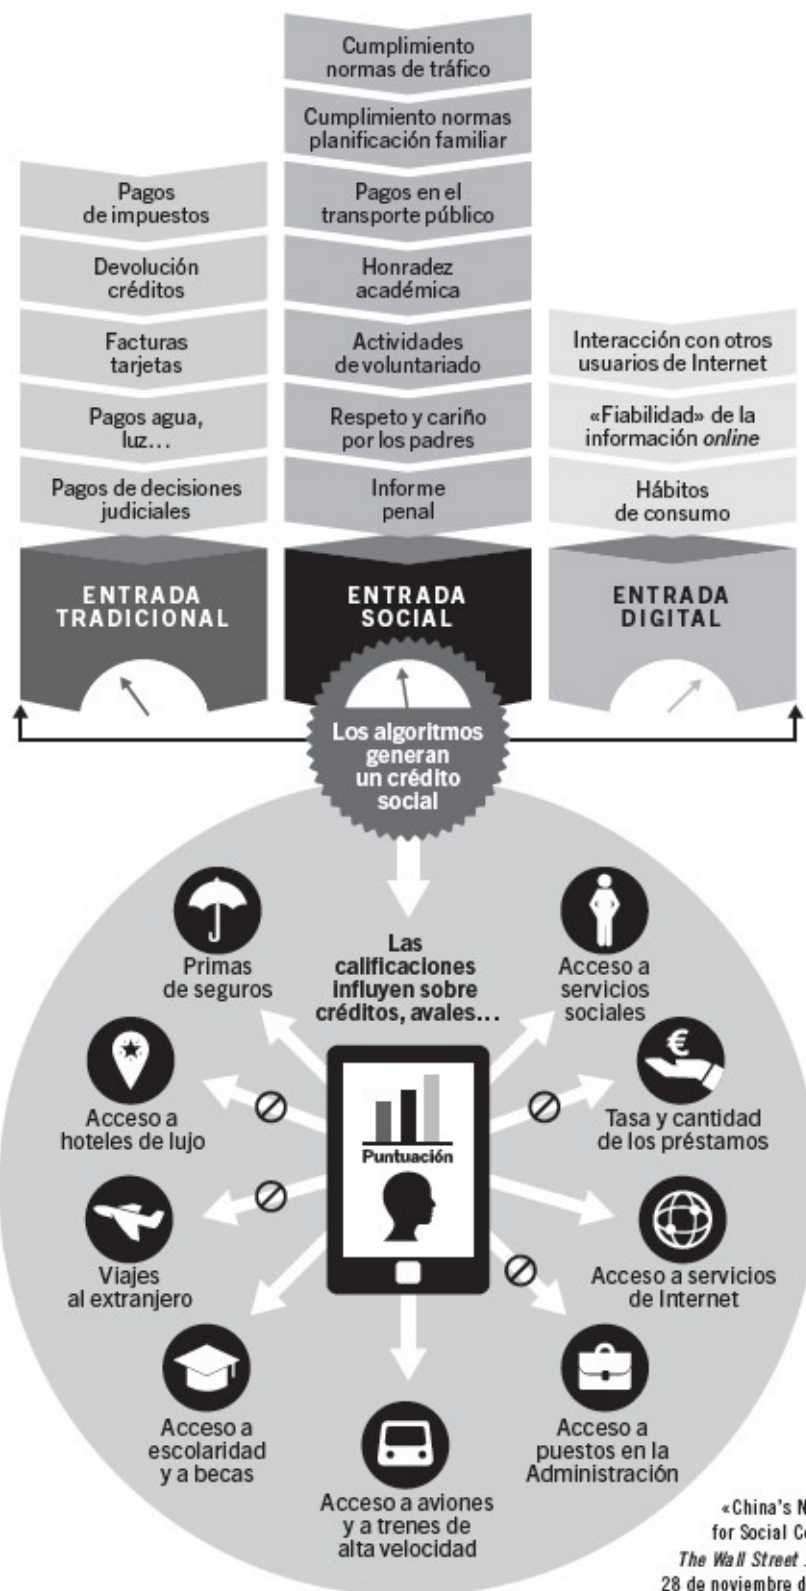 Cumplimiento
normas de tráfico
Cumplimiento normas
planificación familiar
Pagos
de impuestos
Pagos en el
transporte público
Devolución
créditos
Honradez
académica
Facturas
tarjetas
Actividades
de voluntariado
Interacción con otros
usuarios de Internet
Pagos agua,
luz...
Respeto y cariño
por los padres
«Fiabilidad» de la
información online
Pagos de decisiones
judiciales
Informe
penal
Hábitos
de consumo
ENTRADA
TRADICIONAL
ENTRADA
SOCIAL
ENTRADA
DIGITAL
Los algoritmos
generan
un crédito
social
Las
calificaciones
influyen sobre
créditos, avales...
Primas
de seguros
Acceso a
servicios
sociales
Acceso a
hoteles de lujo
€
Tasa y cantidad
de los préstamos
Puntuación
Viajes
al extranjero
Acceso a servicios
de Internet
Acceso a
escolaridad
y a becas
Acceso a aviones
y a trenes de
alta velocidad
Acceso a
puestos en la
Administración
«China's
for Social
The Wall Street
28 de noviembre